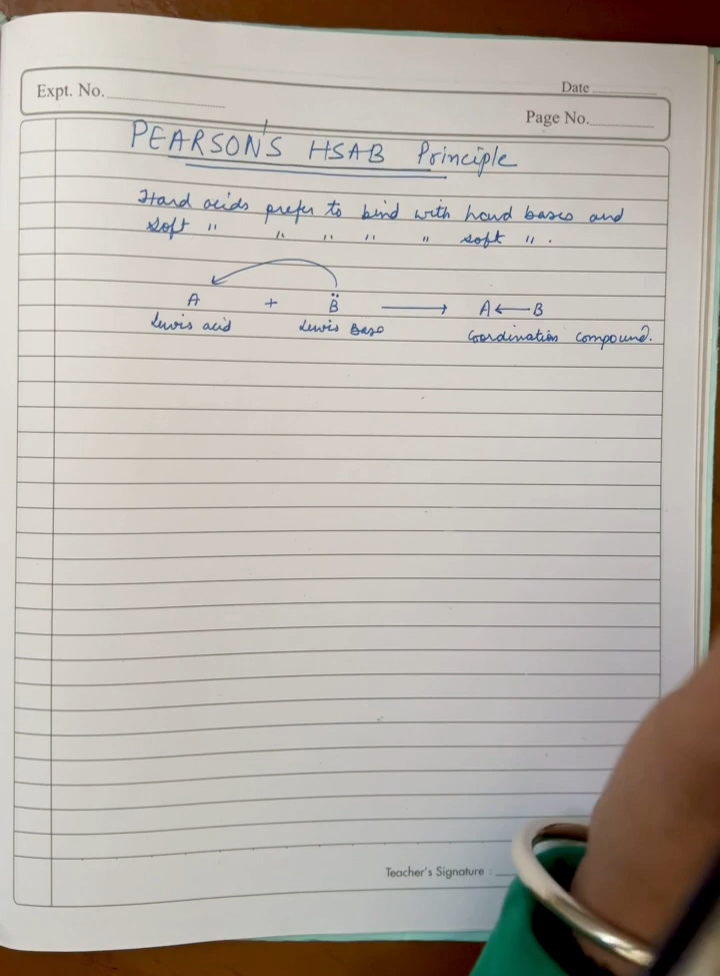 Expt. No.
Date
Page No.
PEARSON'S HSAB Principle
Hard acids prefer to bind with hard bases and
soft " " " " " soft " .
A + B̈ ⟶ A ← B
Lewis acid Lewis Base Coordination compound.
Teacher's Signature :